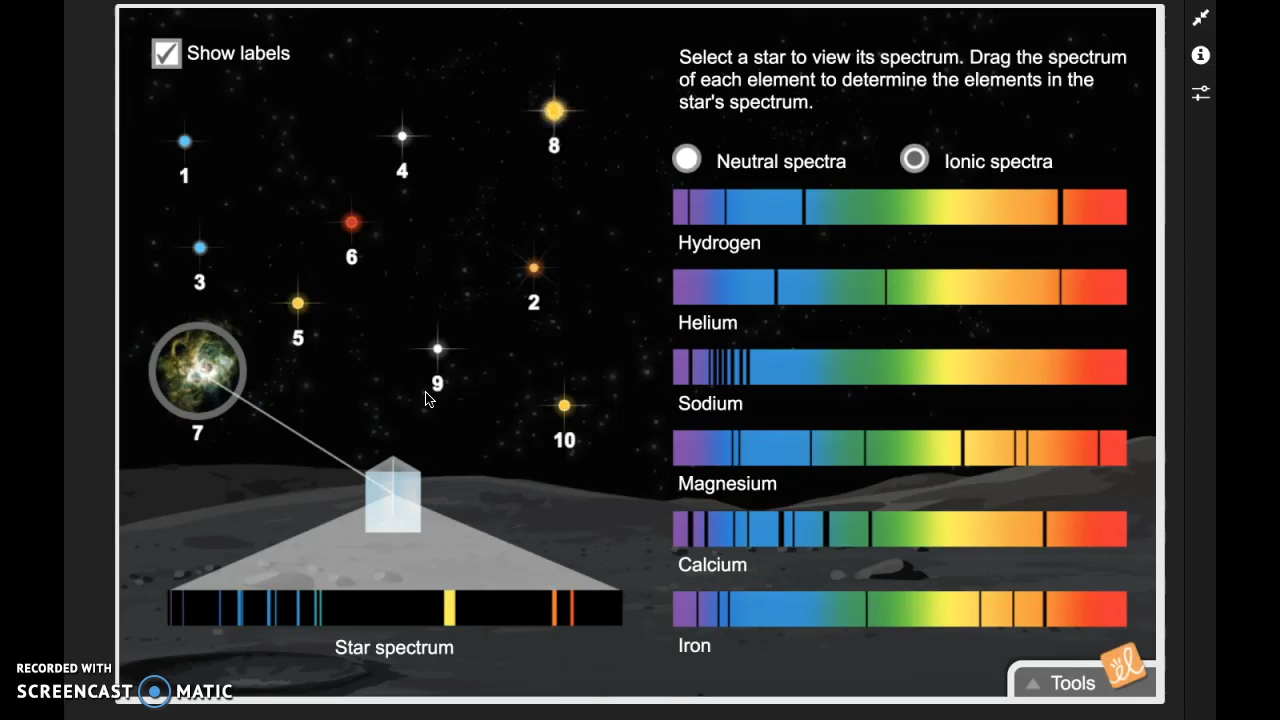 Show labels
Select a star to view its spectrum. Drag the spectrum
of each element to determine the elements in the
star's spectrum.
8
1
4
Neutral spectra
Ionic spectra
6
Hydrogen
3
2
Helium
5
9
Sodium
7
10
Magnesium
Calcium
Star spectrum
Iron
RECORDED WITH
SCREENCAST MATIC
Tools